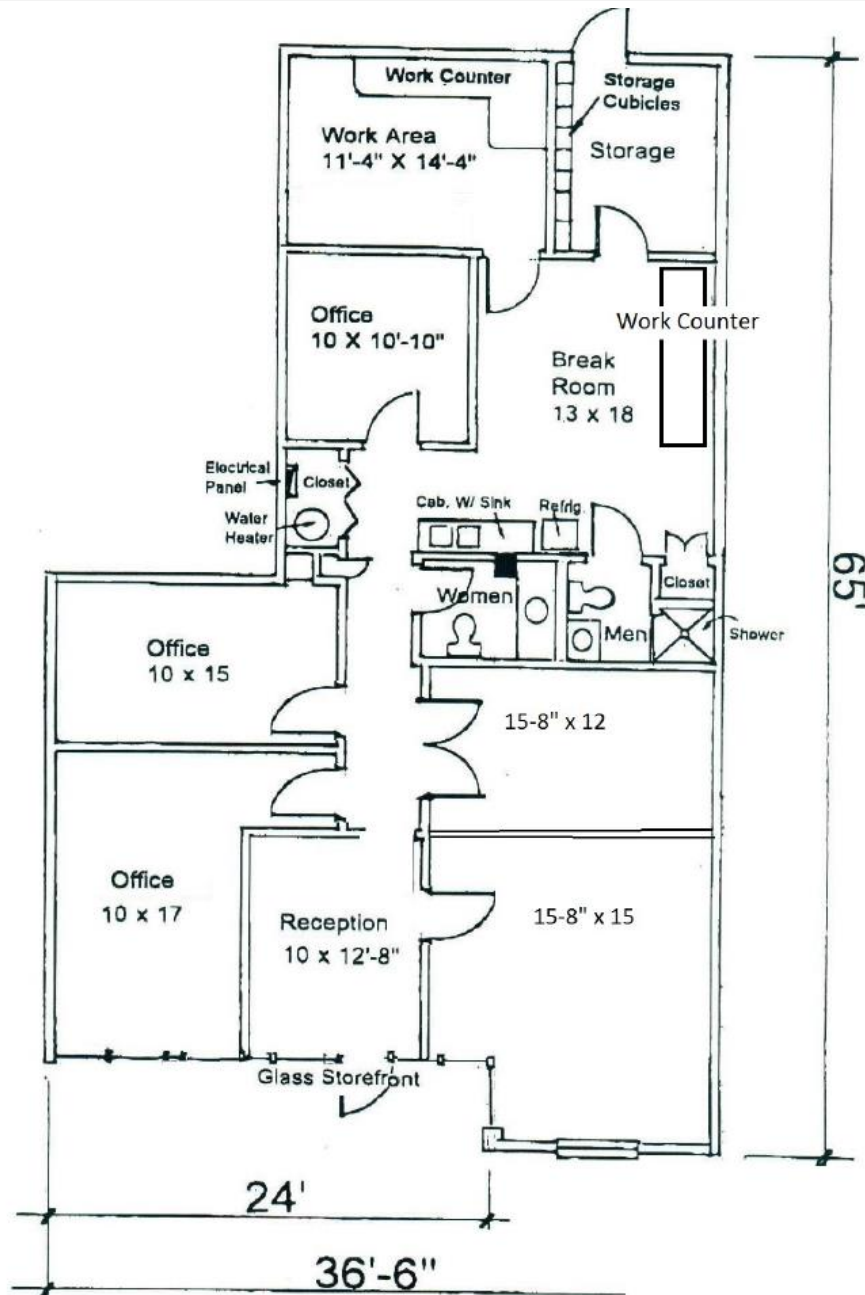 Work Counter
Storage
Cubicles
Work Area
11'-4" X 14'-4"
Storage
Office
10 X 10'-10"
Work Counter
Break
Room
13 x 18
Electrical
Panel
Closet
Cab. W/ Sink
Refrig.
Water
Heater
65'
Women
Closet
Men
Shower
Office
10 x 15
15-8" x 12
Office
10 x 17
Reception
10 x 12'-8"
15-8" x 15
Glass Storefront
24'
36'-6"